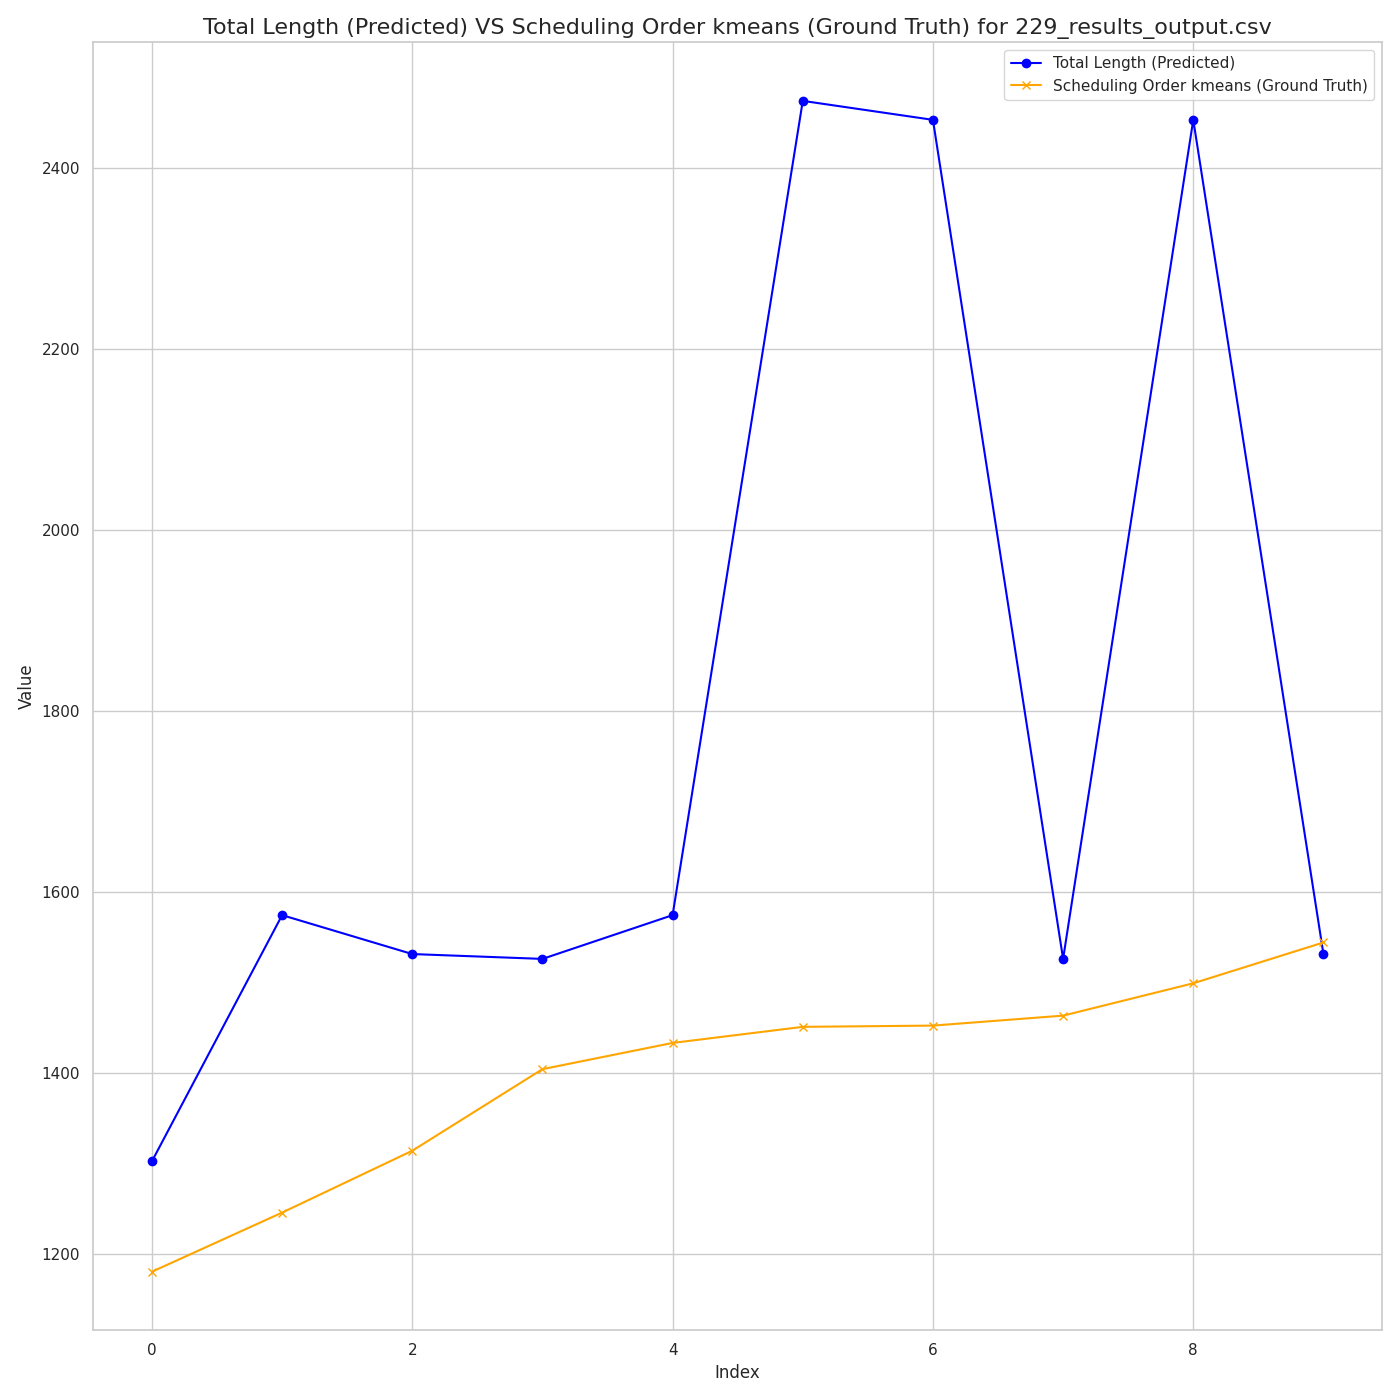 Total Length (Predicted) VS Scheduling Order kmeans (Ground Truth) for 229_results_output.csv
Total Length (Predicted)
Scheduling Order kmeans (Ground Truth)
2400
2200
2000
1800
1600
1400
1200
Value
0 2 4 6 8
Index